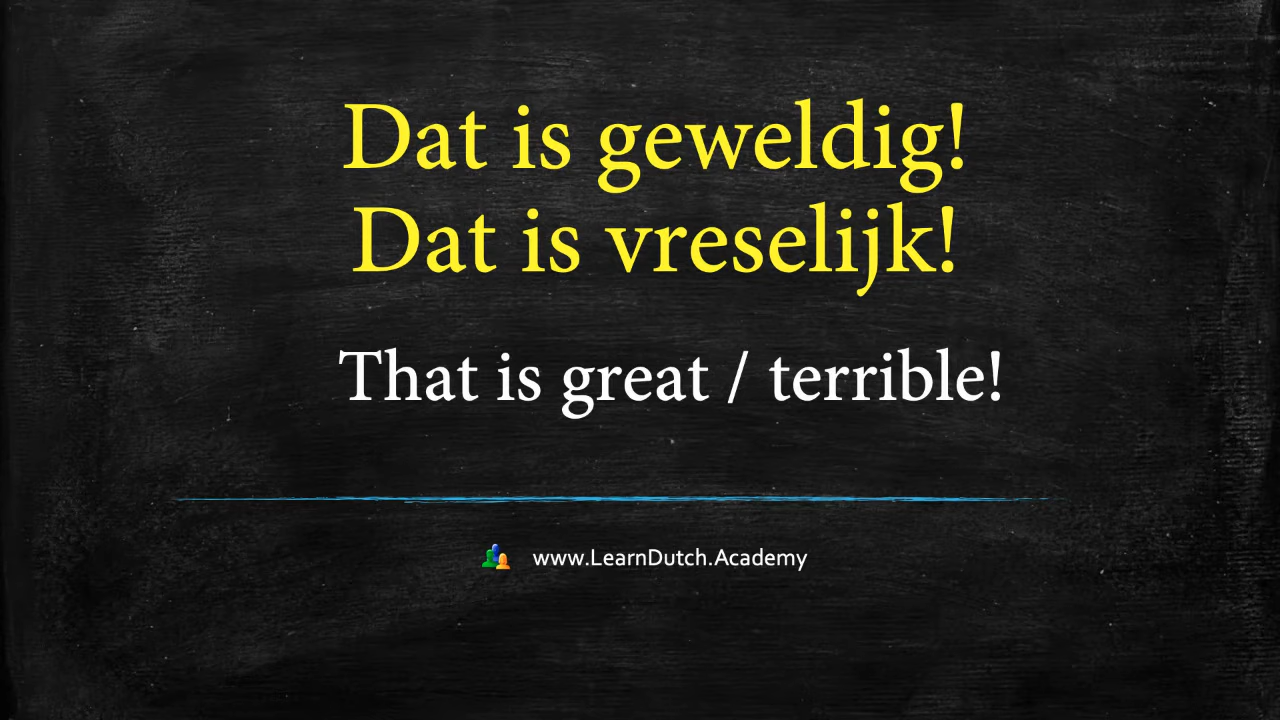 Dat is geweldig!
Dat is vreselijk!
That is great / terrible!
www.LearnDutch.Academy